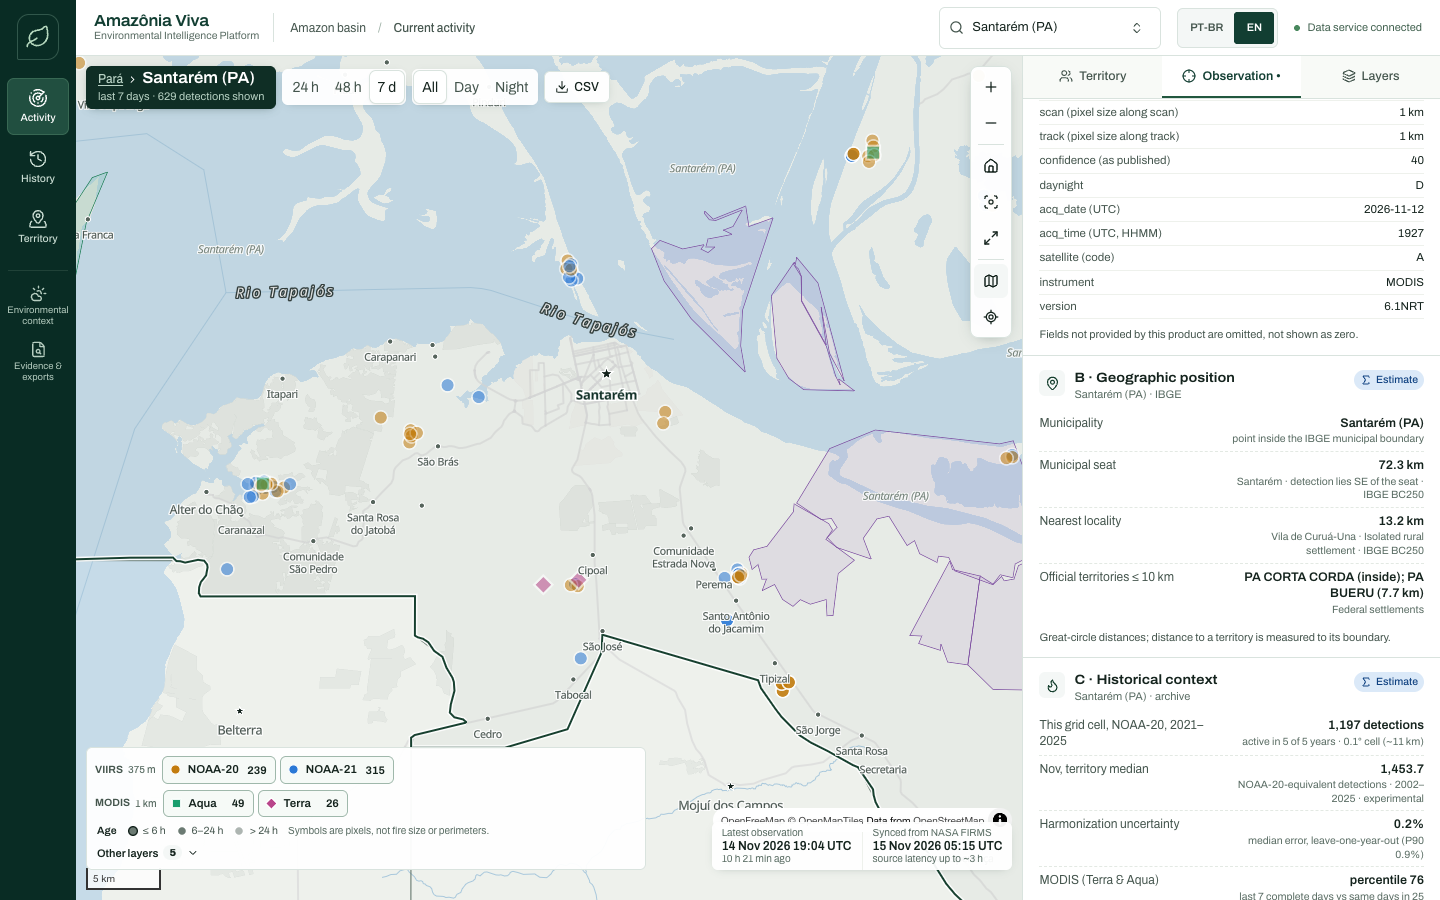 Amazônia Viva
Environmental Intelligence Platform
Amazon basin / Current activity
Santarém (PA)
PT-BR EN
Data service connected
Activity
History
Territory
Environmental
context
Evidence &
exports
Pará › Santarém (PA)
last 7 days · 629 detections shown
24 h 48 h 7 d
All Day Night
CSV
Santarém (PA)
a Franca
Santarém (PA)
Rio Tapajós
Rio Tapajós
Carapanari
Santarém
Itapari
São Brás
Santarém (PA)
Alter do Chão
Caranazal
Santa Rosa
do Jatobá
Comunidade
São Pedro
Comunidade
Estrada Nova
Cipoal
Perema
Santo Antônio
do Jacamim
São José
Tipizal
Tabocal
Belterra
Cedro
São Jorge
Santa Rosa
Secretaria
Mojuí dos Campos
VIIRS 375 m NOAA-20 239 NOAA-21 315
MODIS 1 km Aqua 49 Terra 26
Age ≤ 6 h 6–24 h > 24 h Symbols are pixels, not fire size or perimeters.
Other layers 5
5 km
OpenFreeMap © OpenMapTiles Data from OpenStreetMap
Latest observation
14 Nov 2026 19:04 UTC
10 h 21 min ago
Synced from NASA FIRMS
15 Nov 2026 05:15 UTC
source latency up to ~3 h
Territory Observation • Layers
scan (pixel size along scan) 1 km
track (pixel size along track) 1 km
confidence (as published) 40
daynight D
acq_date (UTC) 2026-11-12
acq_time (UTC, HHMM) 1927
satellite (code) A
instrument MODIS
version 6.1NRT
Fields not provided by this product are omitted, not shown as zero.
B · Geographic position
Santarém (PA) · IBGE
Σ Estimate
Municipality Santarém (PA)
point inside the IBGE municipal boundary
Municipal seat 72.3 km
Santarém · detection lies SE of the seat ·
IBGE BC250
Nearest locality 13.2 km
Vila de Curuá-Una · Isolated rural
settlement · IBGE BC250
Official territories ≤ 10 km PA CORTA CORDA (inside); PA
BUERU (7.7 km)
Federal settlements
Great-circle distances; distance to a territory is measured to its boundary.
C · Historical context
Santarém (PA) · archive
Σ Estimate
This grid cell, NOAA-20, 2021–
2025
1,197 detections
active in 5 of 5 years · 0.1° cell (~11 km)
Nov, territory median 1,453.7
NOAA-20-equivalent detections · 2002–
2025 · experimental
Harmonization uncertainty 0.2%
median error, leave-one-year-out (P90
0.9%)
MODIS (Terra & Aqua) percentile 76
last 7 complete days vs same days in 25